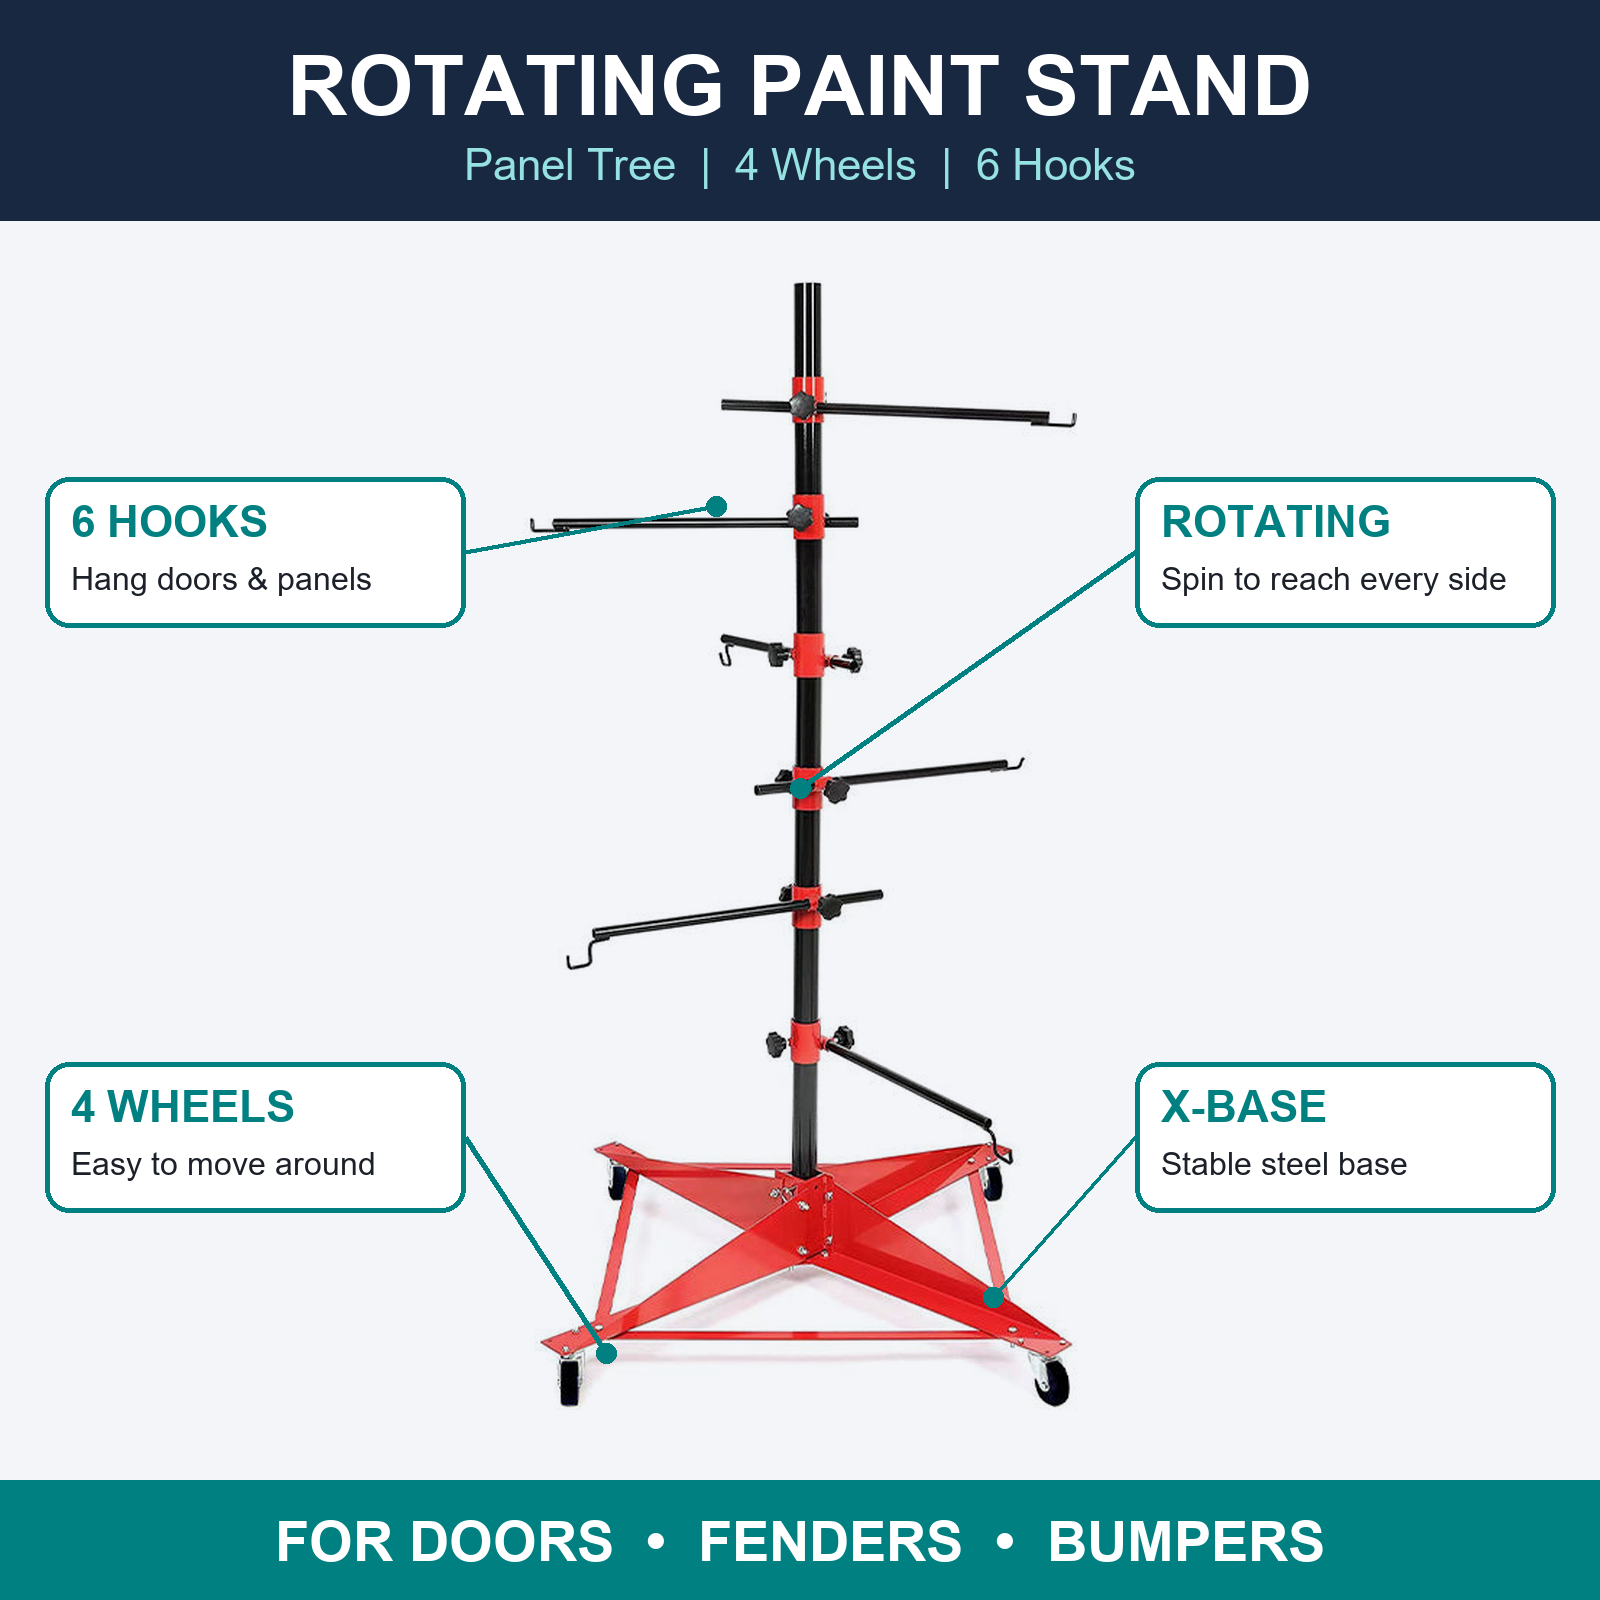 ROTATING PAINT STAND
Panel Tree | 4 Wheels | 6 Hooks
6 HOOKS
Hang doors & panels
ROTATING
Spin to reach every side
4 WHEELS
Easy to move around
X-BASE
Stable steel base
FOR DOORS • FENDERS • BUMPERS